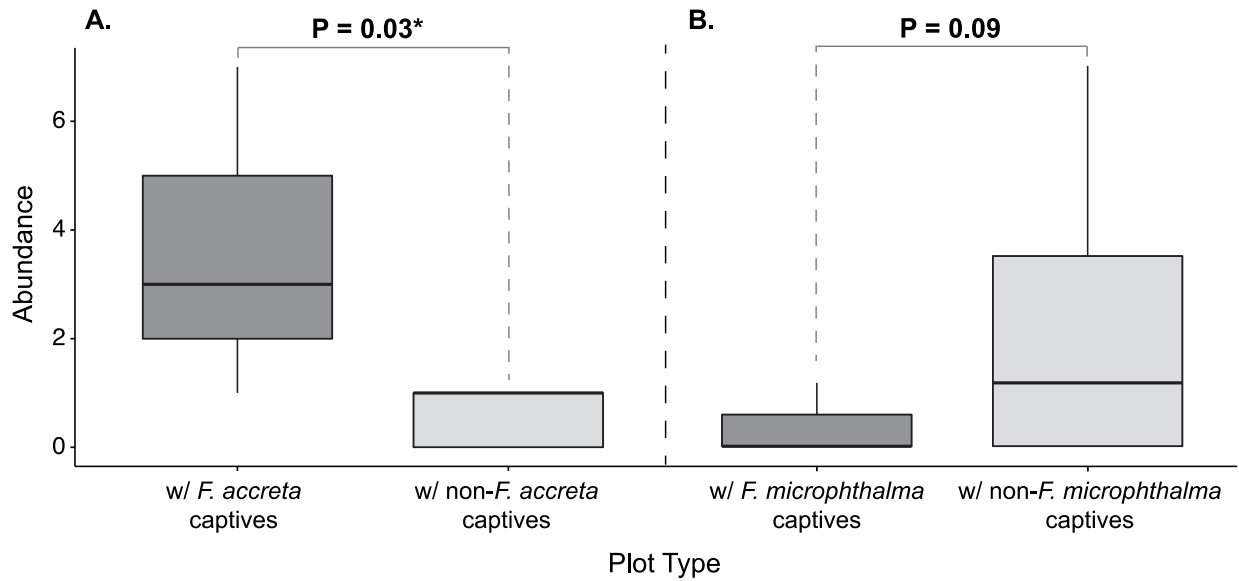 A.
P = 0.03*
B.
P = 0.09
Abundance
6
4
2
0
w/ F. accreta
captives
w/ non-F. accreta
captives
w/ F. microphthalma
captives
w/ non-F. microphthalma
captives
Plot Type